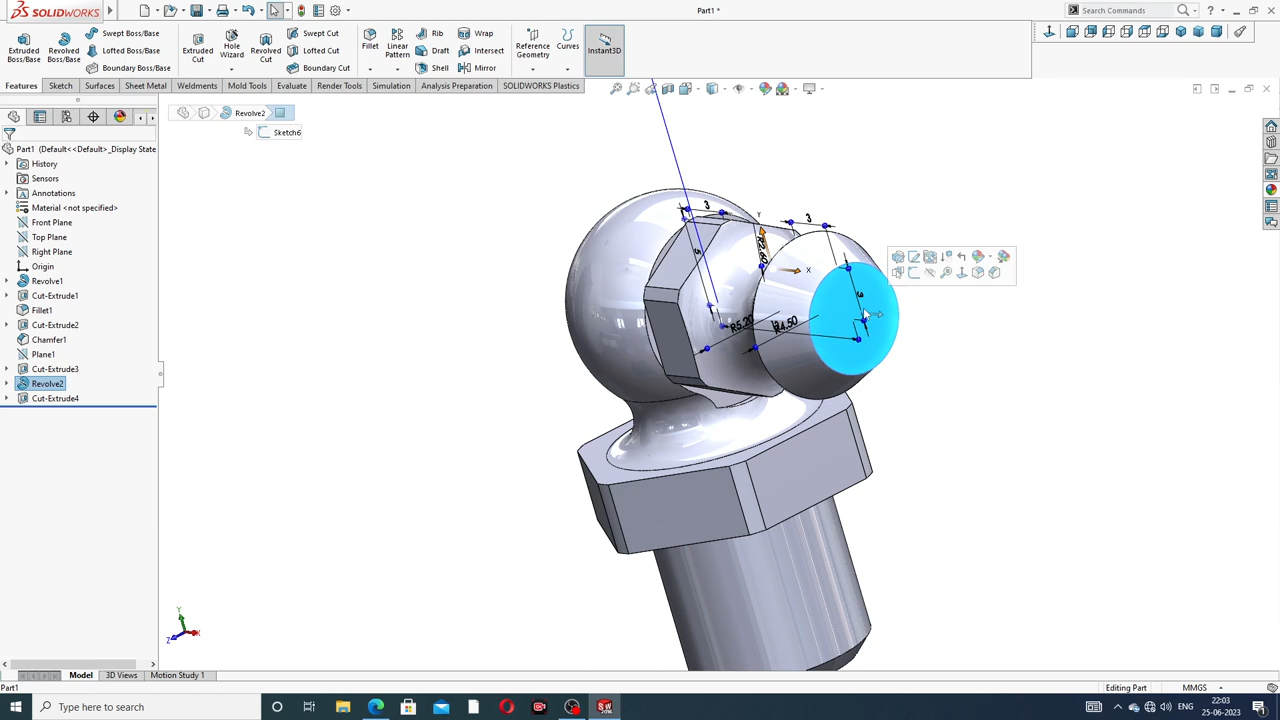 SOLIDWORKS
Part1 *
Search Commands
Extruded Boss/Base
Revolved Boss/Base
Swept Boss/Base
Lofted Boss/Base
Boundary Boss/Base
Extruded Cut
Hole Wizard
Revolved Cut
Swept Cut
Lofted Cut
Boundary Cut
Fillet
Linear Pattern
Rib
Draft
Shell
Wrap
Intersect
Mirror
Reference Geometry
Curves
Instant3D
Features
Sketch
Surfaces
Sheet Metal
Weldments
Mold Tools
Evaluate
Render Tools
Simulation
Analysis Preparation
SOLIDWORKS Plastics
Revolve2
Sketch6
Part1 (Default<<Default>_Display State
History
Sensors
Annotations
Material <not specified>
Front Plane
Top Plane
Right Plane
Origin
Revolve1
Cut-Extrude1
Fillet1
Cut-Extrude2
Chamfer1
Plane1
Cut-Extrude3
Revolve2
Cut-Extrude4
3
3
Y
R2.60
X
5
3
R5.20
R4.50
Y
X
Z
Model
3D Views
Motion Study 1
Part1
Editing Part
MMGS
Type here to search
ENG
22:03
25-06-2023